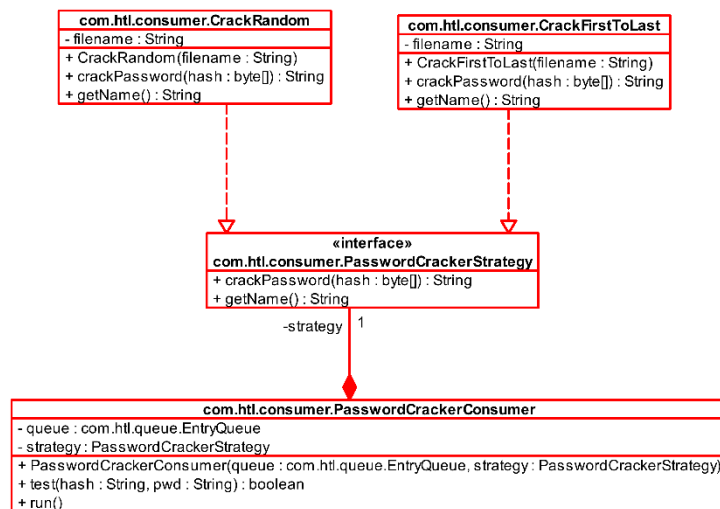 com.htl.consumer.CrackRandom
- filename : String
+ CrackRandom(filename : String)
+ crackPassword(hash : byte[]) : String
+ getName() : String
com.htl.consumer.CrackFirstToLast
- filename : String
+ CrackFirstToLast(filename : String)
+ crackPassword(hash : byte[]) : String
+ getName() : String
«interface»
com.htl.consumer.PasswordCrackerStrategy
+ crackPassword(hash : byte[]) : String
+ getName() : String
-strategy 1
com.htl.consumer.PasswordCrackerConsumer
- queue : com.htl.queue.EntryQueue
- strategy : PasswordCrackerStrategy
+ PasswordCrackerConsumer(queue : com.htl.queue.EntryQueue, strategy : PasswordCrackerStrategy)
+ test(hash : String, pwd : String) : boolean
+ run()